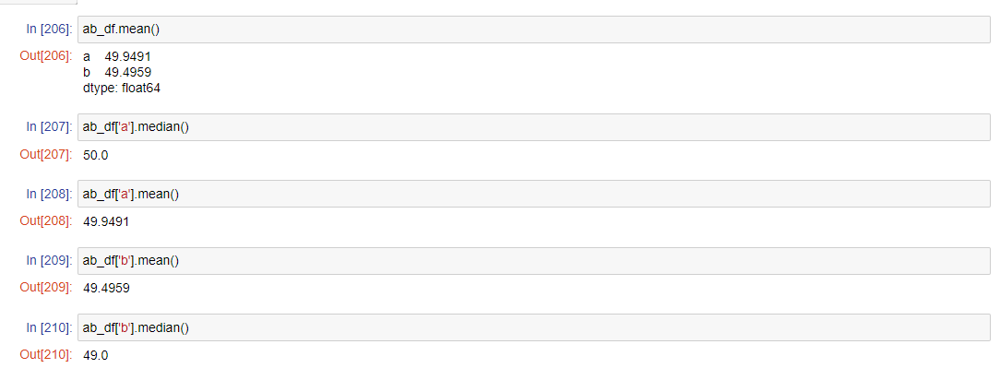 In [206]: ab_df.mean()
Out[206]: a 49.9491
b 49.4959
dtype: float64
In [207]: ab_df['a'].median()
Out[207]: 50.0
In [208]: ab_df['a'].mean()
Out[208]: 49.9491
In [209]: ab_df['b'].mean()
Out[209]: 49.4959
In [210]: ab_df['b'].median()
Out[210]: 49.0